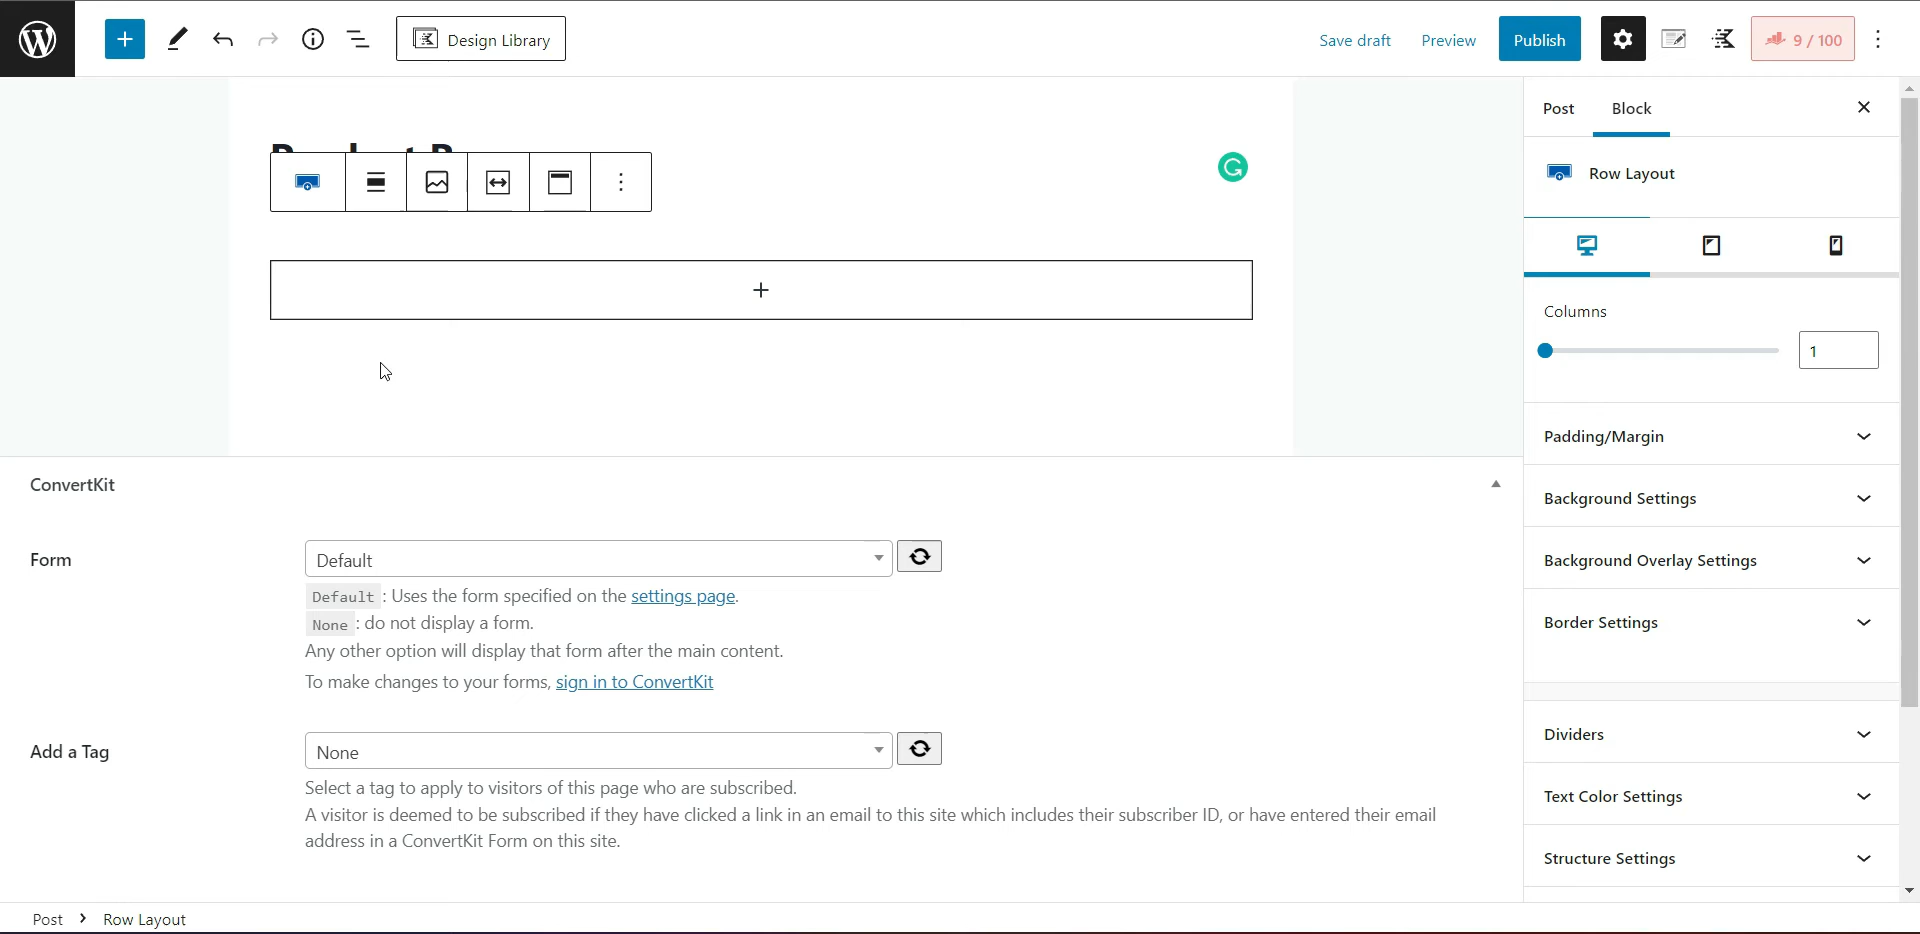 Design Library
Save draft
Preview
Publish
9 / 100
Post
Block
Row Layout
Columns
1
Padding/Margin
Background Settings
Background Overlay Settings
Border Settings
Dividers
Text Color Settings
Structure Settings
ConvertKit
Form
Default
Default : Uses the form specified on the settings page.
None : do not display a form.
Any other option will display that form after the main content.
To make changes to your forms, sign in to ConvertKit
Add a Tag
None
Select a tag to apply to visitors of this page who are subscribed.
A visitor is deemed to be subscribed if they have clicked a link in an email to this site which includes their subscriber ID, or have entered their email
address in a ConvertKit Form on this site.
Post > Row Layout